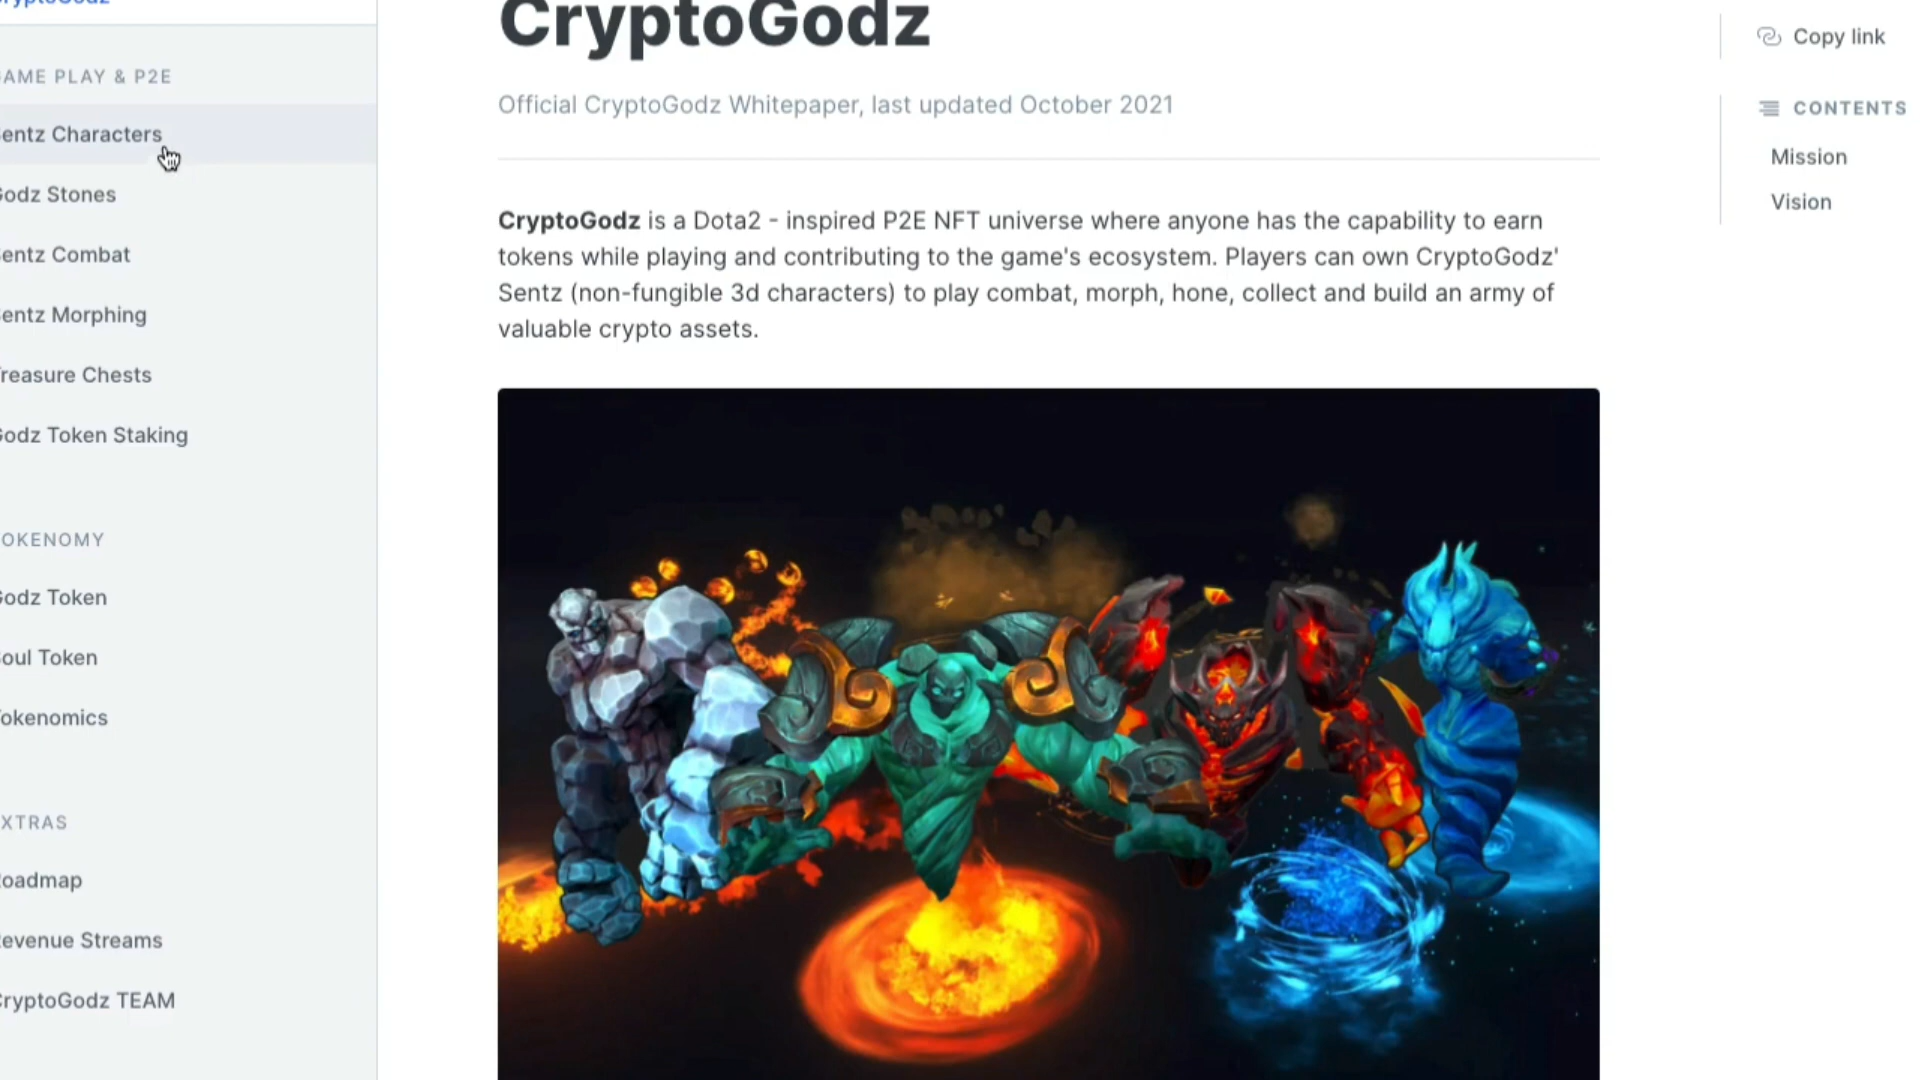 CryptoGodz
AME PLAY & P2E
entz Characters
odz Stones
entz Combat
entz Morphing
reasure Chests
odz Token Staking
OKENOMY
odz Token
oul Token
okenomics
XTRAS
oadmap
evenue Streams
CryptoGodz TEAM
CryptoGodz
Official CryptoGodz Whitepaper, last updated October 2021
CryptoGodz is a Dota2 - inspired P2E NFT universe where anyone has the capability to earn
tokens while playing and contributing to the game's ecosystem. Players can own CryptoGodz'
Sentz (non-fungible 3d characters) to play combat, morph, hone, collect and build an army of
valuable crypto assets.
Copy link
CONTENTS
Mission
Vision